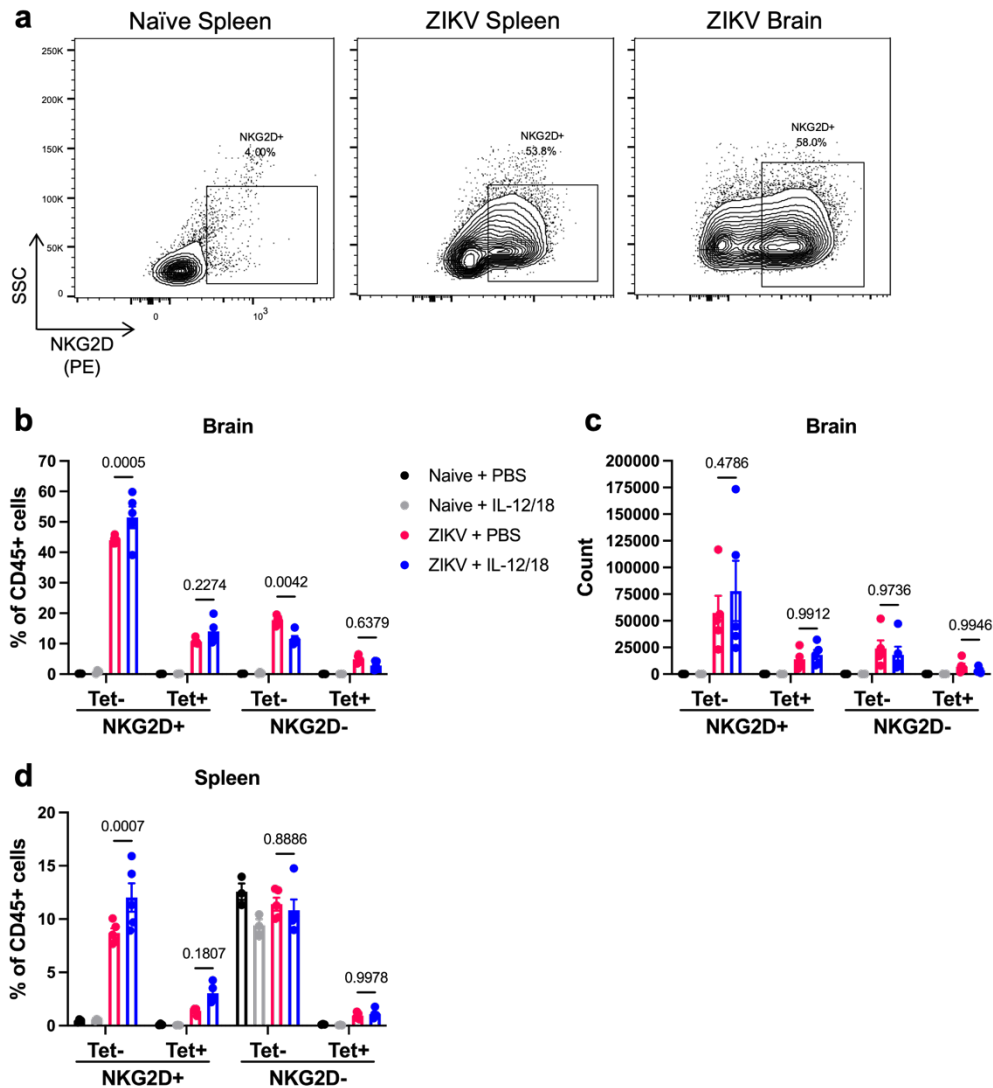 a
Naïve Spleen
ZIKV Spleen
ZIKV Brain
250K
200K
150K
100K
50K
0
NKG2D+
4.00%
NKG2D+
53.8%
NKG2D+
58.0%
0
10³
SSC
NKG2D
(PE)
b
Brain
% of CD45+ cells
70
60
50
40
30
20
10
0
0.0005
0.2274
0.0042
0.6379
Tet-
Tet+
Tet-
Tet+
NKG2D+
NKG2D-
Naive + PBS
Naive + IL-12/18
ZIKV + PBS
ZIKV + IL-12/18
c
Brain
Count
200000
175000
150000
125000
100000
75000
50000
25000
0
0.4786
0.9912
0.9736
0.9946
Tet-
Tet+
Tet-
Tet+
NKG2D+
NKG2D-
d
Spleen
% of CD45+ cells
20
15
10
5
0
0.0007
0.1807
0.8886
0.9978
Tet-
Tet+
Tet-
Tet+
NKG2D+
NKG2D-